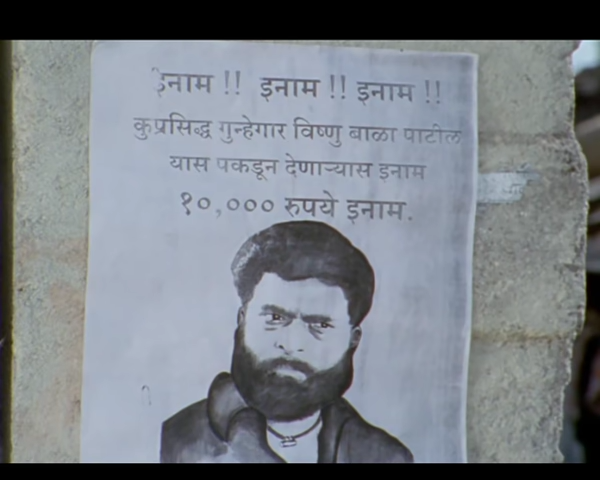 इनाम !! इनाम !! इनाम !!
कुप्रसिद्ध गुन्हेगार विष्णु बाळा पाटील
यास पकडून देणाऱ्यास इनाम
१०,००० रुपये इनाम.